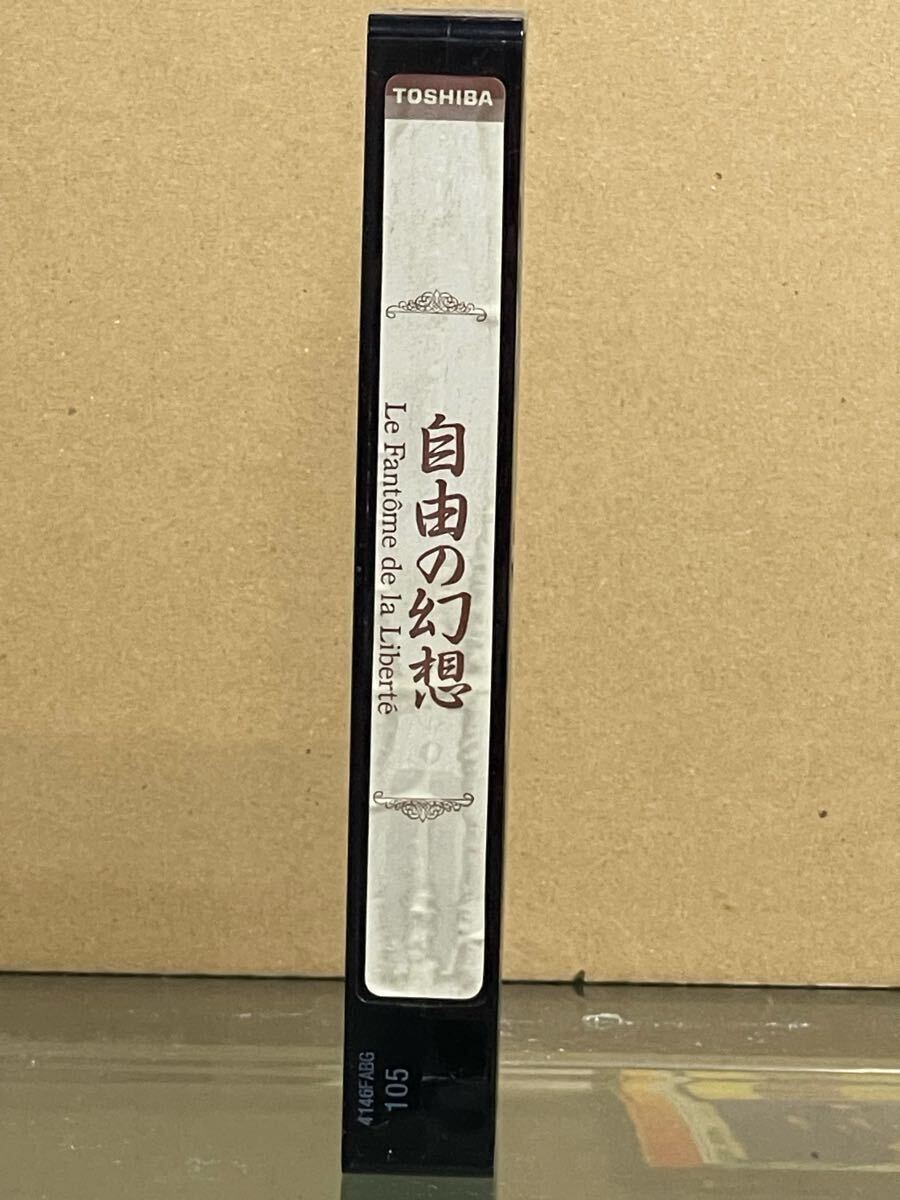 TOSHIBA
自由の幻想
Le Fantôme de la Liberté
4146FABG
105